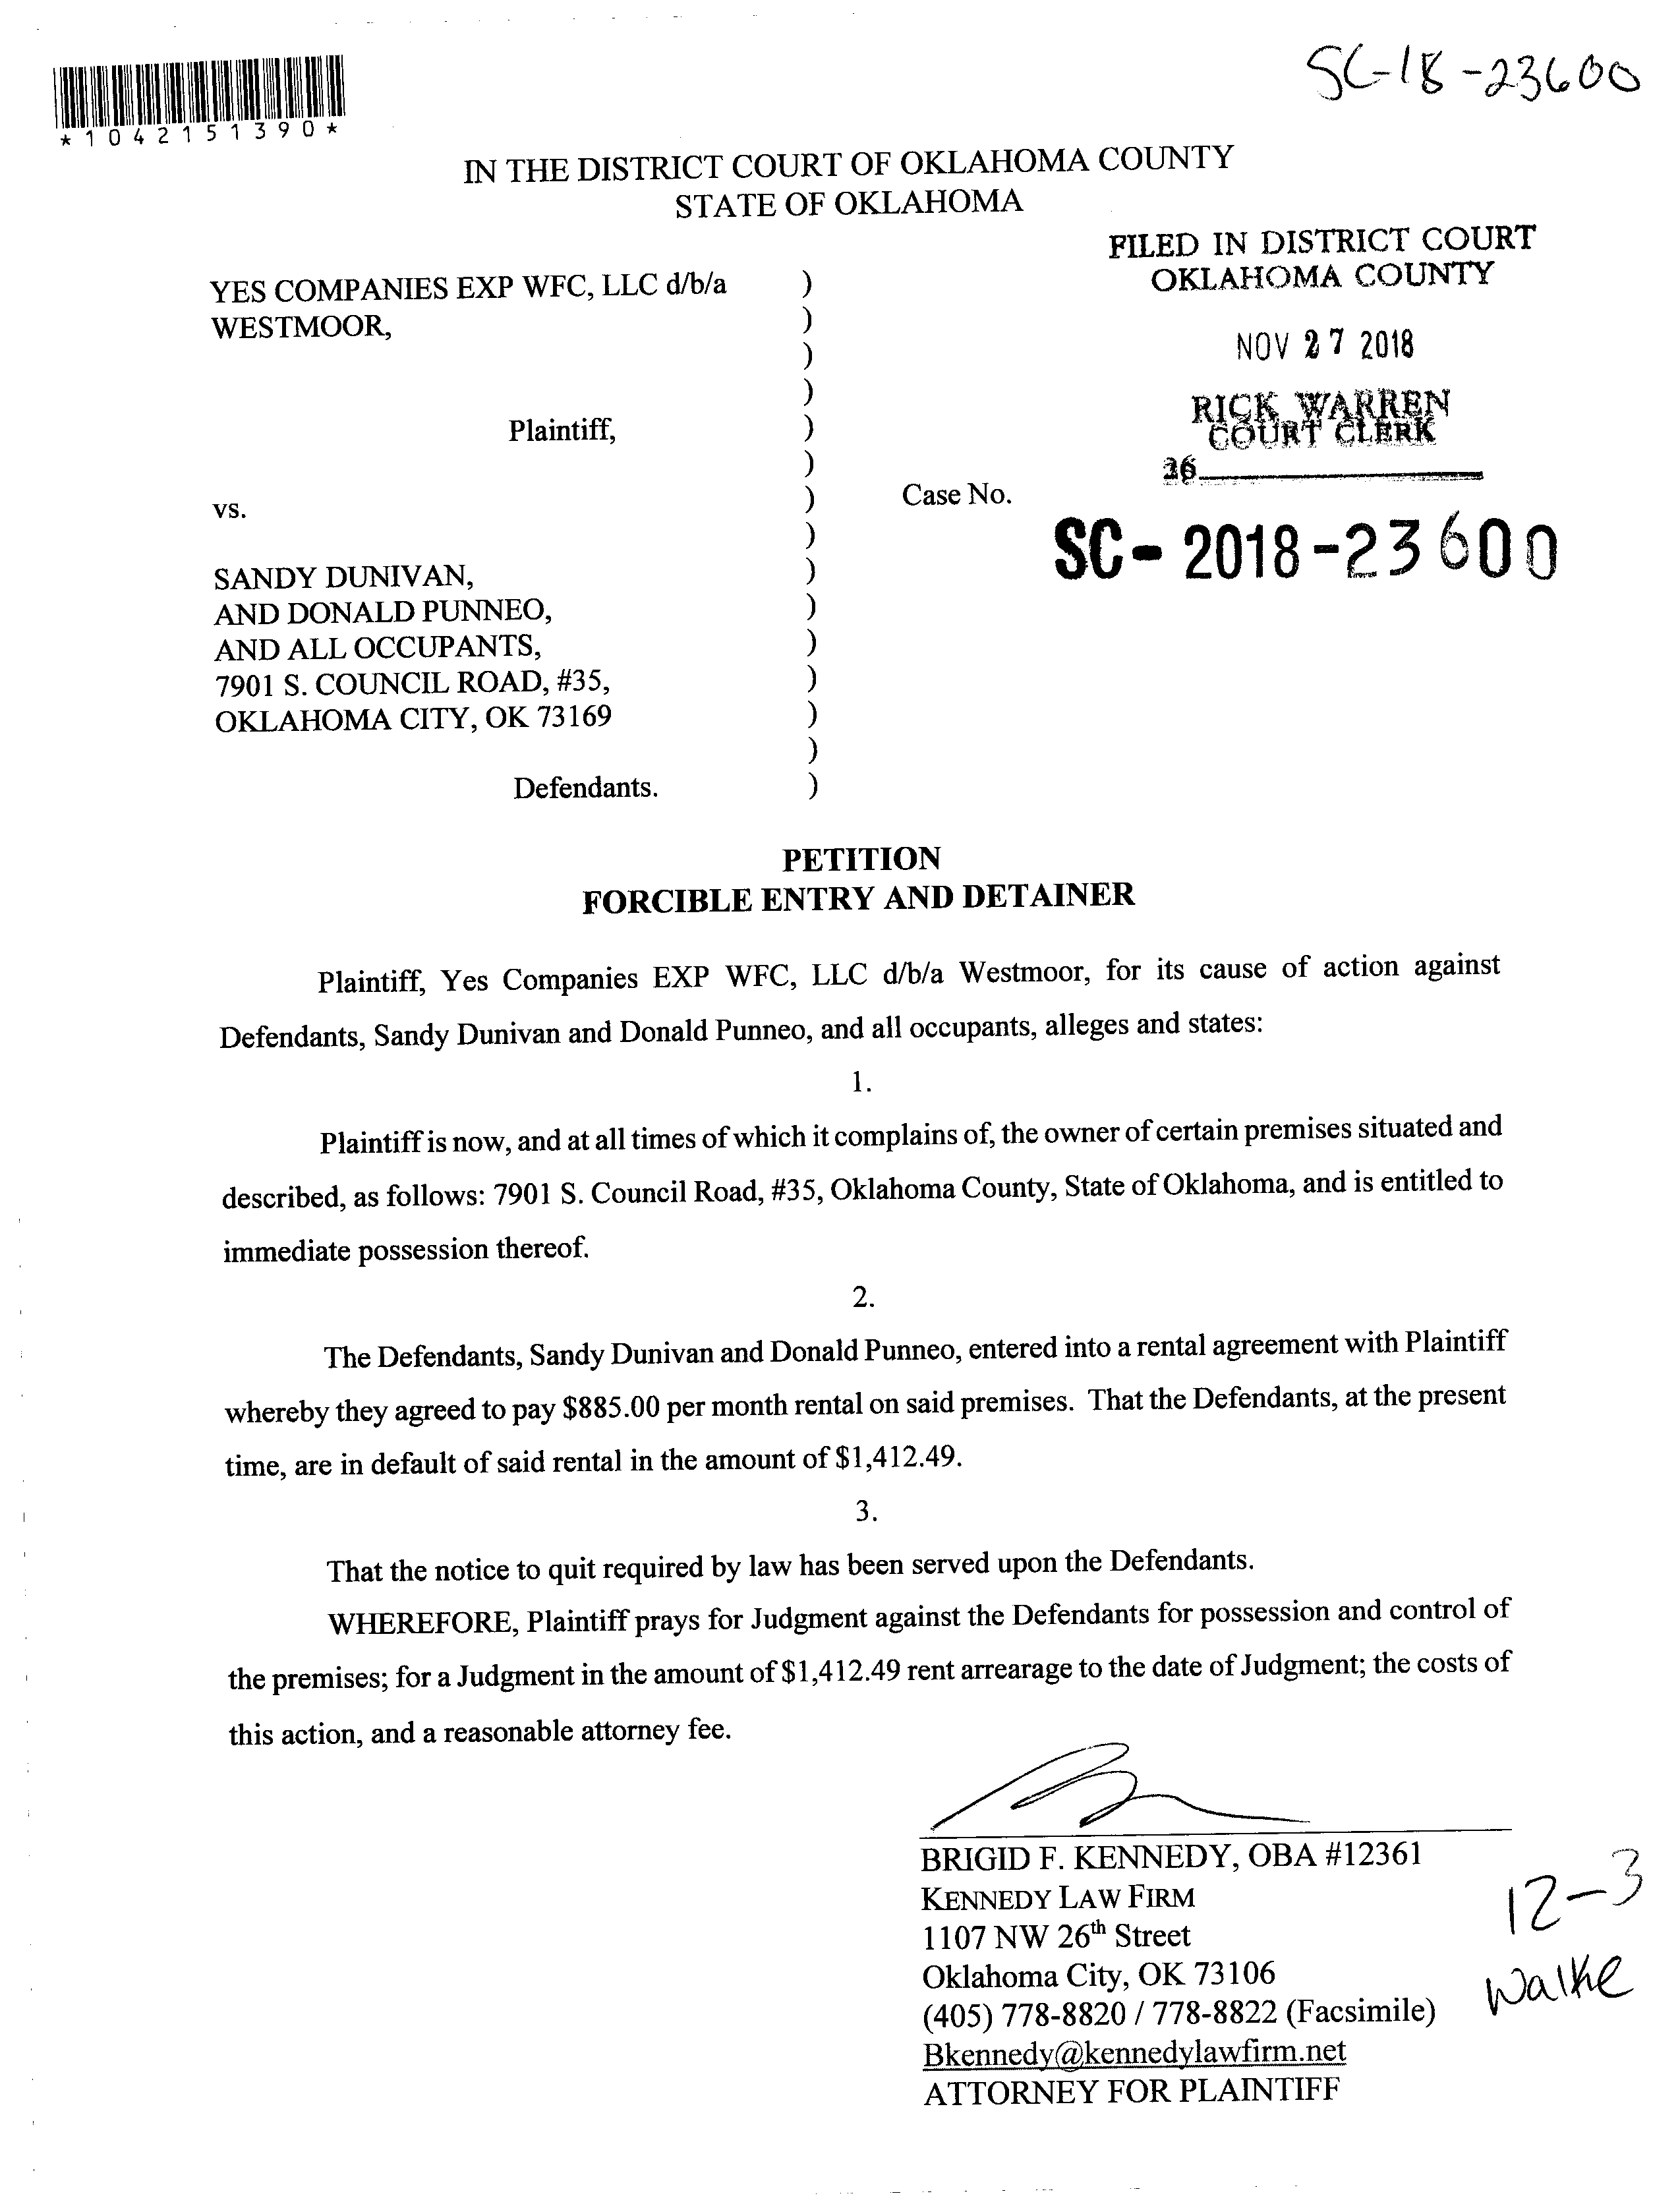 SC-18-23600
*1042151390*
IN THE DISTRICT COURT OF OKLAHOMA COUNTY
STATE OF OKLAHOMA
FILED IN DISTRICT COURT
OKLAHOMA COUNTY
NOV 27 2018
RICK WARREN
COURT CLERK
36
YES COMPANIES EXP WFC, LLC d/b/a )
WESTMOOR, )
)
)
Plaintiff, )
)
vs. ) Case No.
SC-2018-23600
)
SANDY DUNIVAN, )
AND DONALD PUNNEO, )
AND ALL OCCUPANTS, )
7901 S. COUNCIL ROAD, #35, )
OKLAHOMA CITY, OK 73169 )
)
Defendants. )
PETITION
FORCIBLE ENTRY AND DETAINER
Plaintiff, Yes Companies EXP WFC, LLC d/b/a Westmoor, for its cause of action against
Defendants, Sandy Dunivan and Donald Punneo, and all occupants, alleges and states:
1.
Plaintiff is now, and at all times of which it complains of, the owner of certain premises situated and
described, as follows: 7901 S. Council Road, #35, Oklahoma County, State of Oklahoma, and is entitled to
immediate possession thereof.
2.
The Defendants, Sandy Dunivan and Donald Punneo, entered into a rental agreement with Plaintiff
whereby they agreed to pay $885.00 per month rental on said premises. That the Defendants, at the present
time, are in default of said rental in the amount of $1,412.49.
3.
That the notice to quit required by law has been served upon the Defendants.
WHEREFORE, Plaintiff prays for Judgment against the Defendants for possession and control of
the premises; for a Judgment in the amount of $1,412.49 rent arrearage to the date of Judgment; the costs of
this action, and a reasonable attorney fee.
BRIGID F. KENNEDY, OBA #12361
KENNEDY LAW FIRM
1107 NW 26th Street
Oklahoma City, OK 73106
(405) 778-8820 / 778-8822 (Facsimile)
Bkennedy@kennedylawfirm.net
ATTORNEY FOR PLAINTIFF
12-3
Walke